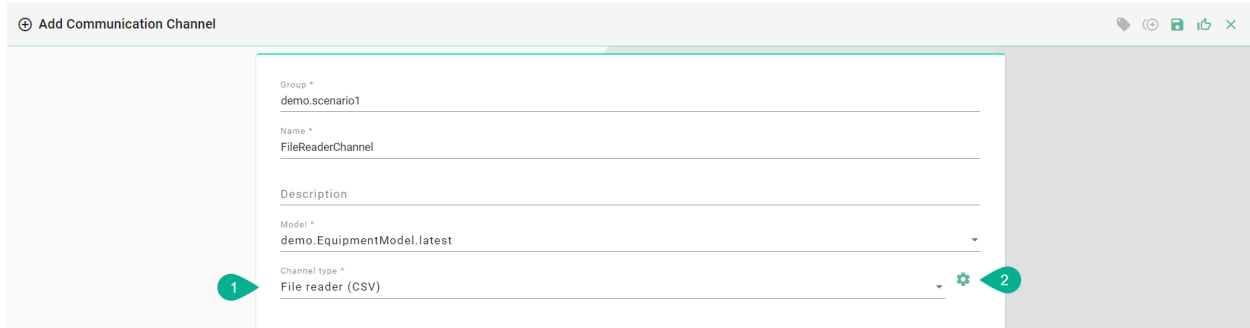 Add Communication Channel
Group *
demo.scenario1
Name *
FileReaderChannel
Description
Model *
demo.EquipmentModel.latest
Channel type *
1
File reader (CSV)
2